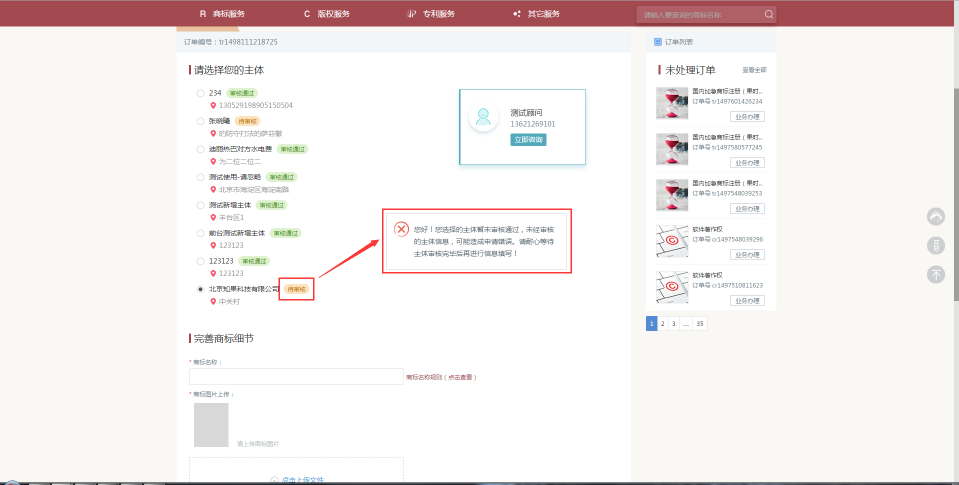 R 商标服务
C 版权服务
专利服务
其它服务
请输入要查询的商标名称
订单编号：tr1498111218725
请选择您的主体
234 审核通过
130529198905150504
张晓曦 待审核
的防守打法的萨芬撒
迪丽热巴对方水电费 审核通过
为二位二位二
测试使用-请忽略 审核通过
北京市海淀区海淀南路
测试新增主体 审核通过
丰台区1
前台测试新增主体 审核通过
123123
123123 审核通过
123123
北京知果科技有限公司 待审核
中关村
测试顾问
13621269101
立即咨询
您好！您选择的主体暂未审核通过，未经审核
的主体信息，可能造成申请错误。请耐心等待
主体审核完毕后再进行信息填写！
完善商标细节
* 商标名称：
商标名称规则（点击查看）
* 商标图片上传：
请上传商标图片
点击上传文件
订单列表
未处理订单
查看全部
国内加急商标注册（果时...
订单号 tr1497601426234
业务办理
国内加急商标注册（果时...
订单号 tr1497580577245
业务办理
国内加急商标注册（果时...
订单号 tr1497548039253
业务办理
软件著作权
订单号 cr1497548039296
业务办理
软件著作权
订单号 cr1497510811623
业务办理
1 2 3 ... 35